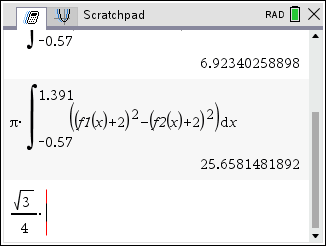 Scratchpad RAD
∫
-0.57
6.92340258898
π·∫ 1.391 -0.57 ((f1(x)+2)²-(f2(x)+2)²)dx
25.6581481892
√3/4·